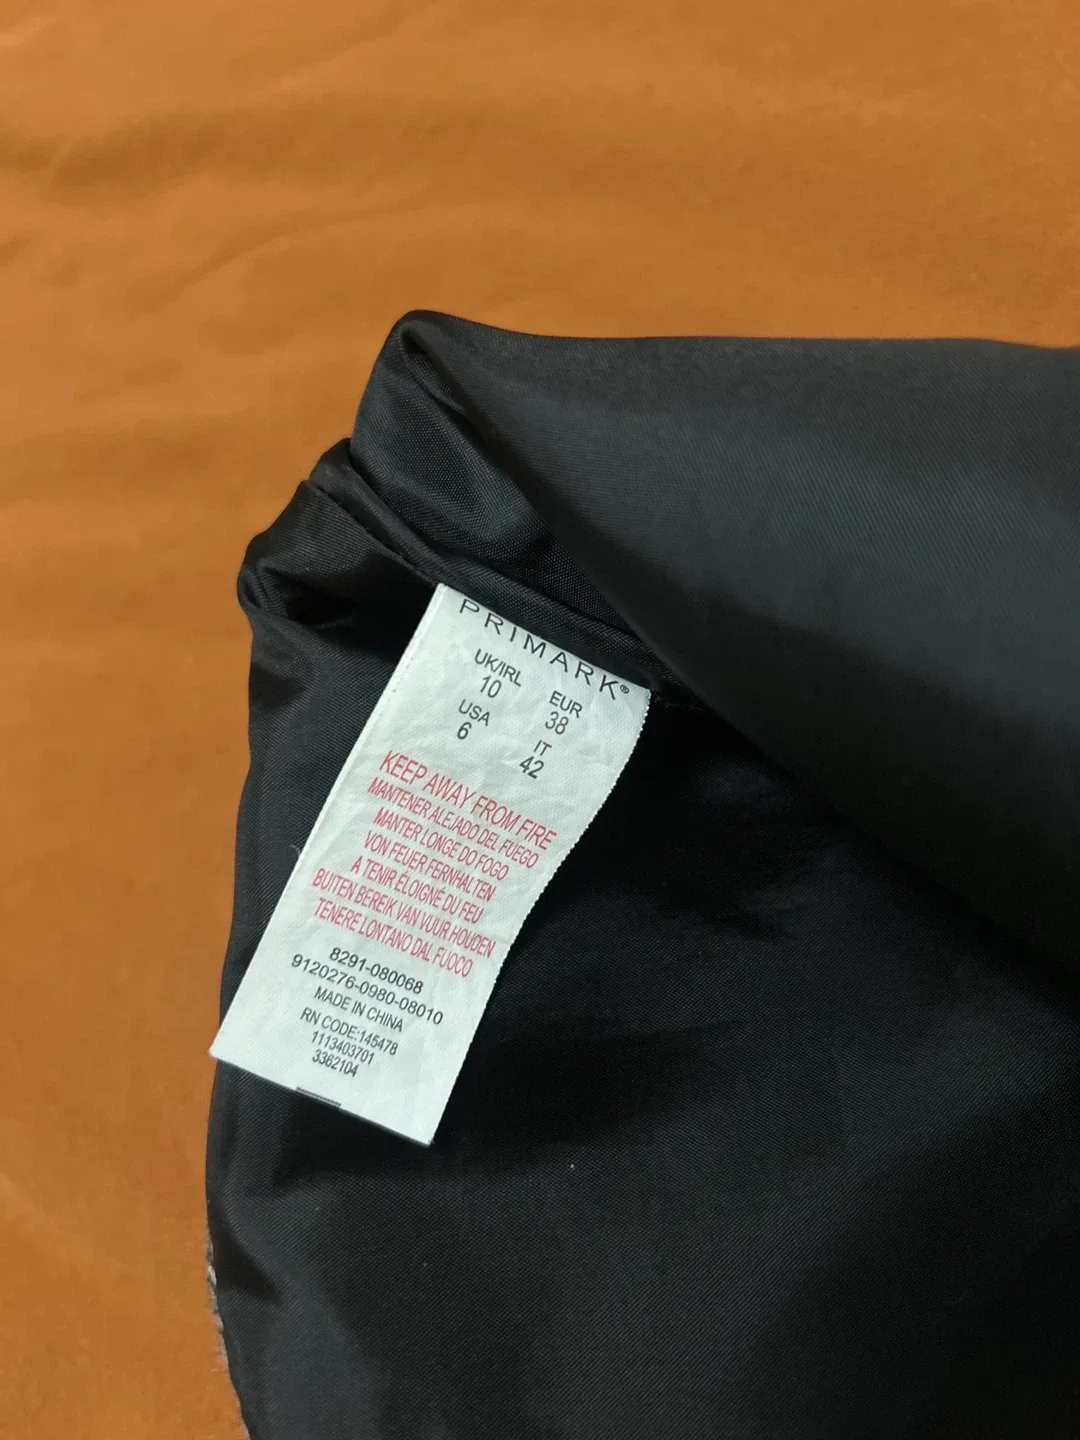 PRIMARK®
UK/IRL EUR
10 38
USA IT
6 42
KEEP AWAY FROM FIRE
MANTENER ALEJADO DEL FUEGO
MANTER LONGE DO FOGO
VON FEUER FERNHALTEN
A TENIR ÉLOIGNÉ DU FEU
BUITEN BEREIK VAN VUUR HOUDEN
TENERE LONTANO DAL FUOCO
8291-080068
9120276-0980-08010
MADE IN CHINA
RN CODE:145478
1113403701
3362104